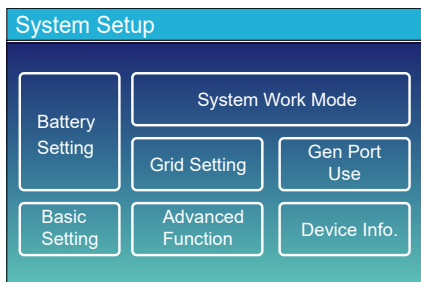 System Setup
System Work Mode
Battery
Setting
Grid Setting
Gen Port
Use
Basic
Setting
Advanced
Function
Device Info.